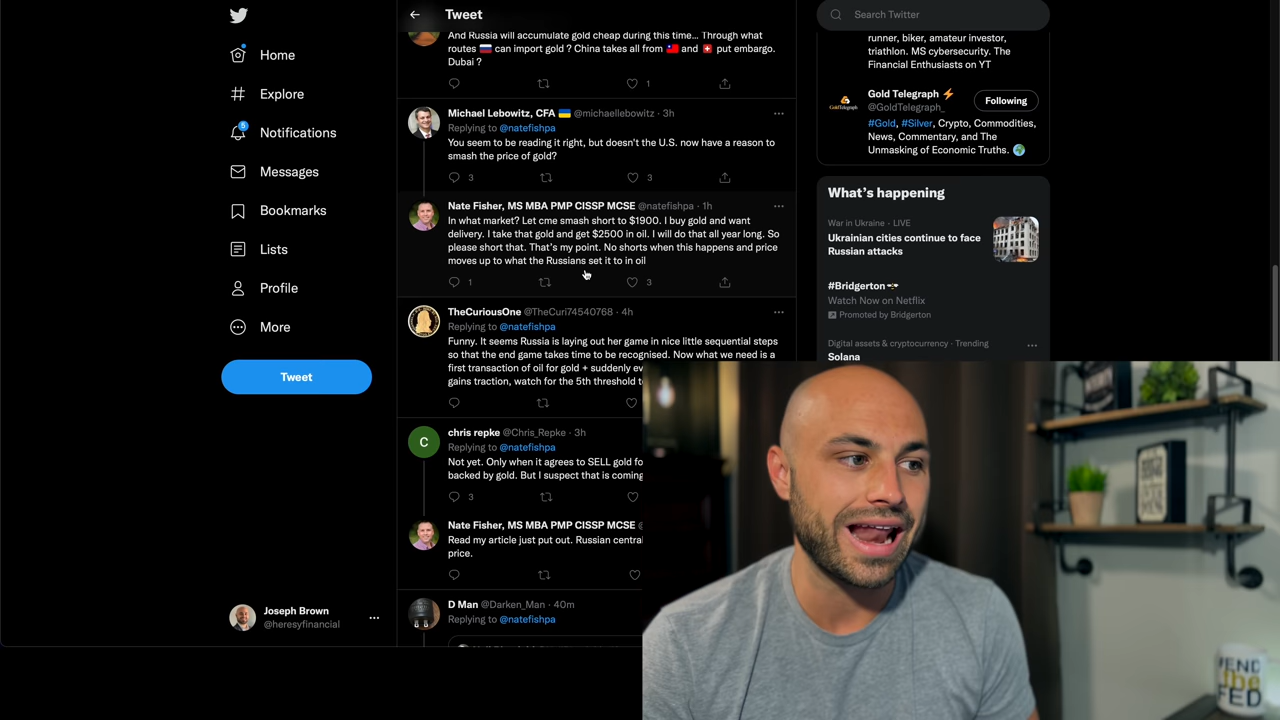 Home
Explore
Notifications
Messages
Bookmarks
Lists
Profile
More
Tweet
Joseph Brown
@heresyfinancial
Tweet
And Russia will accumulate gold cheap during this time... Through what
routes 🇷🇺 can import gold ? China takes all from 🇹🇼 and 🇨🇭 put embargo.
Dubai ?
1
Michael Lebowitz, CFA 🇺🇦 @michaellebowitz · 3h
Replying to @natefishpa
You seem to be reading it right, but doesn't the U.S. now have a reason to
smash the price of gold?
3 3
Nate Fisher, MS MBA PMP CISSP MCSE @natefishpa · 1h
In what market? Let cme smash short to $1900. I buy gold and want
delivery. I take that gold and get $2500 in oil. I will do that all year long. So
please short that. That's my point. No shorts when this happens and price
moves up to what the Russians set it to in oil
1 3
TheCuriousOne @TheCuri74540768 · 4h
Replying to @natefishpa
Funny. It seems Russia is laying out her game in nice little sequential steps
so that the end game takes time to be recognised. Now what we need is a
first transaction of oil for gold + suddenly
gains traction, watch for the 5th threshold
chris repke @Chris_Repke · 3h
Replying to @natefishpa
Not yet. Only when it agrees to SELL gold
backed by gold. But I suspect that is coming
3
Nate Fisher, MS MBA PMP CISSP MCSE
Read my article just put out. Russian central
price.
D Man @Darken_Man · 40m
Replying to @natefishpa
Search Twitter
runner, biker, amateur investor,
triathlon. MS cybersecurity. The
Financial Enthusiasts on YT
Gold Telegraph ⚡
@GoldTelegraph_
Following
#Gold, #Silver, Crypto, Commodities,
News, Commentary, and The
Unmasking of Economic Truths. 🌍
What's happening
War in Ukraine · LIVE
Ukrainian cities continue to face
Russian attacks
#Bridgerton
Watch Now on Netflix
Promoted by Bridgerton
Digital assets & cryptocurrency · Trending
Solana
END
the
FED